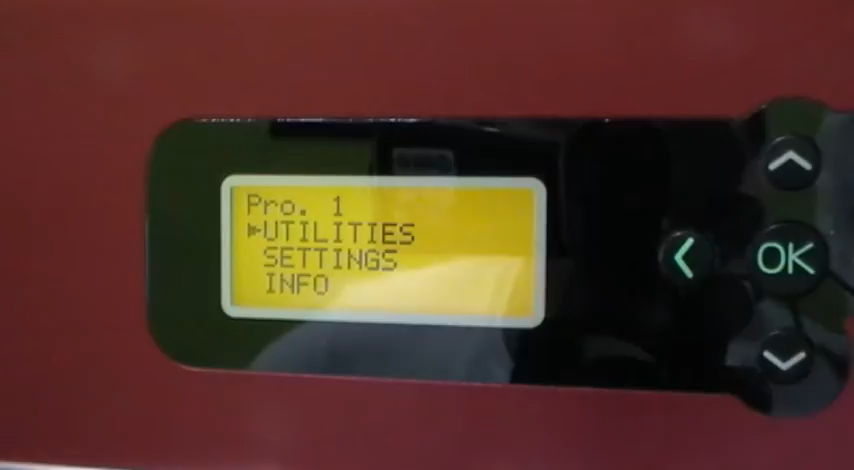 Pro. 1
UTILITIES
SETTINGS
INFO
OK